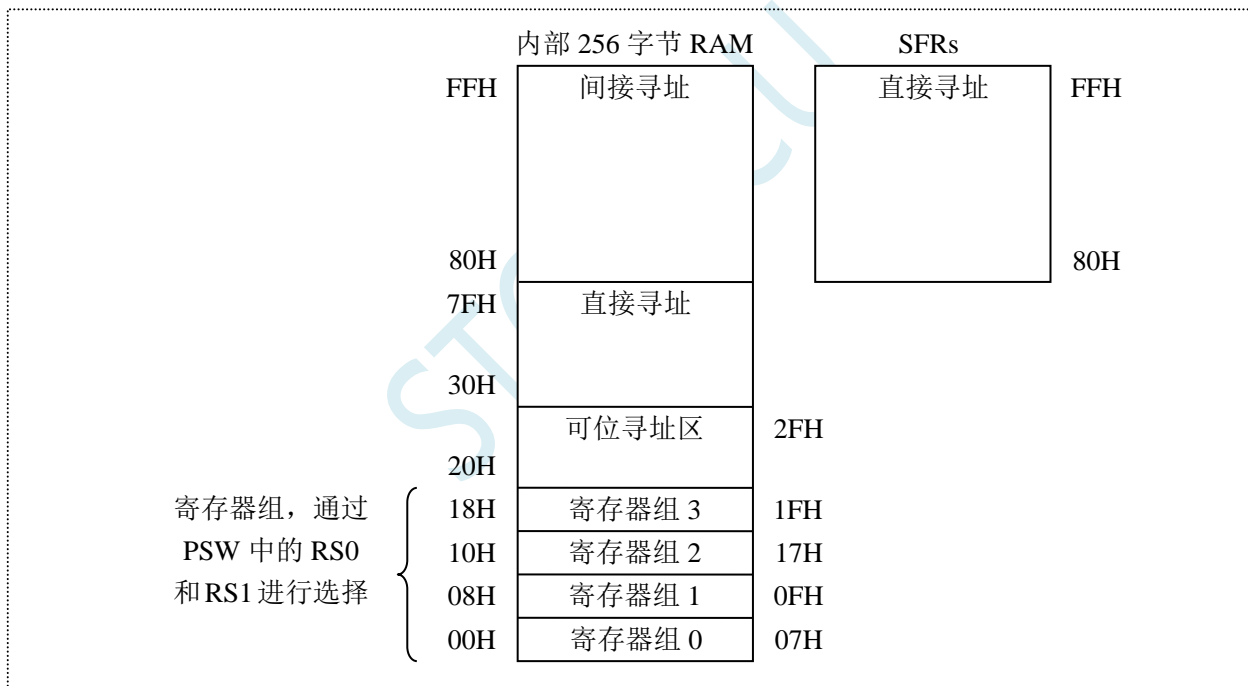 内部 256 字节 RAM SFRs
FFH 间接寻址 直接寻址 FFH
80H 80H
7FH 直接寻址
30H
可位寻址区 2FH
20H
寄存器组，通过 18H 寄存器组 3 1FH
PSW 中的 RS0 10H 寄存器组 2 17H
和RS1进行选择 08H 寄存器组 1 0FH
00H 寄存器组 0 07H